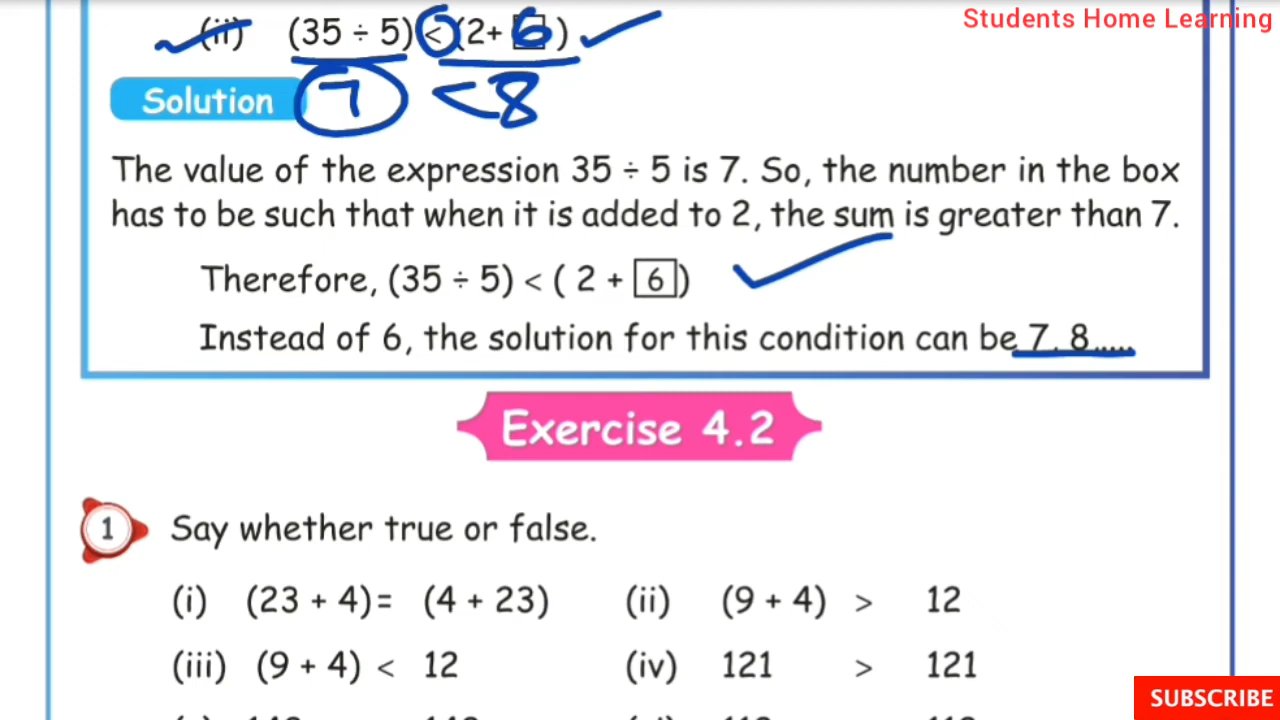 Students Home Learning
(ii) (35 ÷ 5) < (2+ 6)
Solution 7 < 8
The value of the expression 35 ÷ 5 is 7. So, the number in the box
has to be such that when it is added to 2, the sum is greater than 7.
Therefore, (35 ÷ 5) < ( 2 + 6)
Instead of 6, the solution for this condition can be 7, 8.....
Exercise 4.2
1 Say whether true or false.
(i) (23 + 4)= (4 + 23) (ii) (9 + 4) > 12
(iii) (9 + 4) < 12 (iv) 121 > 121
SUBSCRIBE